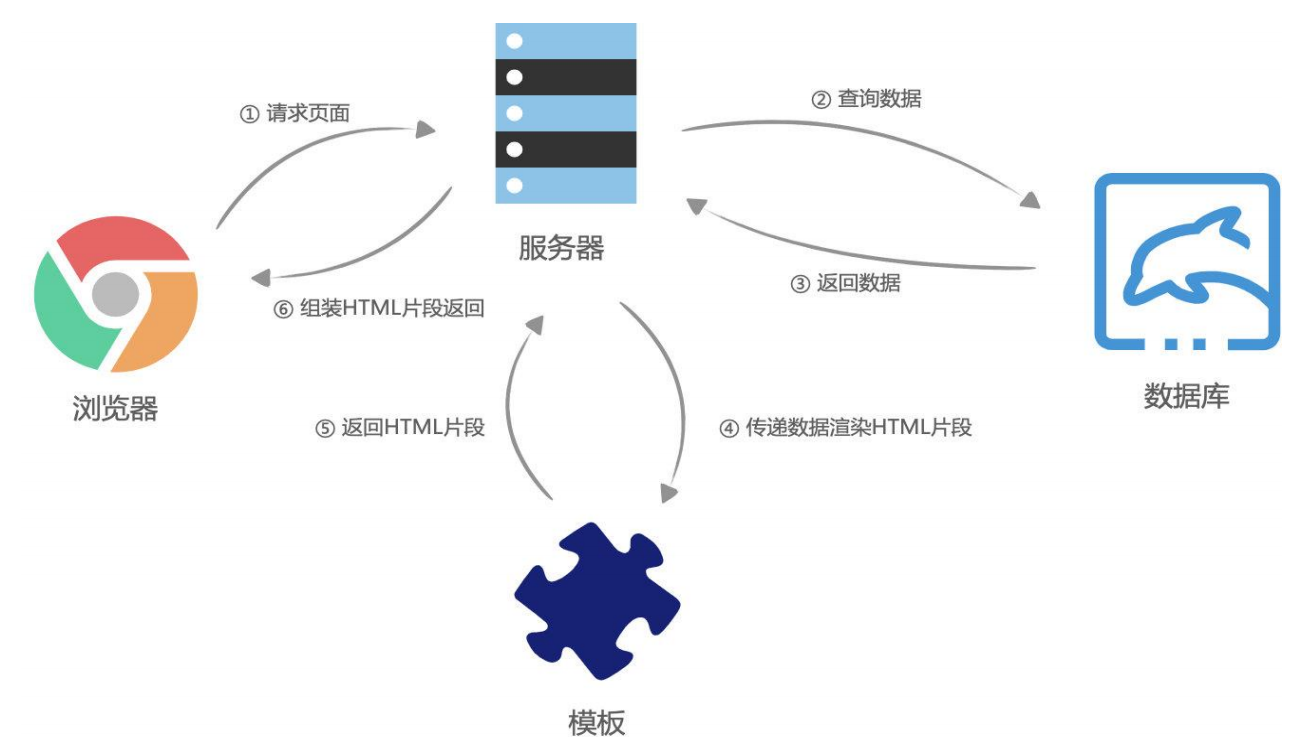 ① 请求页面
② 查询数据
服务器
③ 返回数据
⑥ 组装HTML片段返回
浏览器
数据库
⑤ 返回HTML片段
④ 传递数据渲染HTML片段
模板